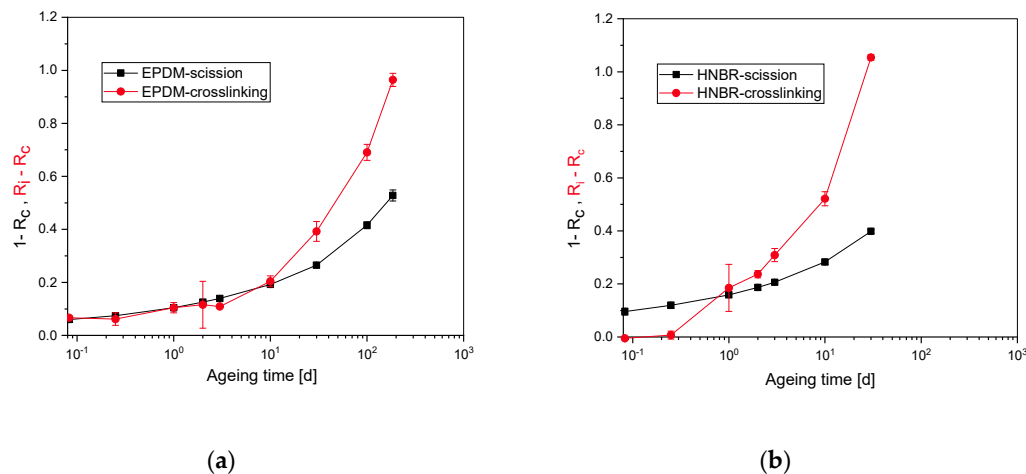 1.2
1.0
0.8
0.6
0.4
0.2
0.0
1- R_C , R_i - R_C
EPDM-scission
EPDM-crosslinking
10^-1 10^0 10^1 10^2 10^3
Ageing time [d]
(a)
1.2
1.0
0.8
0.6
0.4
0.2
0.0
1- R_C , R_i - R_c
HNBR-scission
HNBR-crosslinking
10^-1 10^0 10^1 10^2 10^3
Ageing time [d]
(b)